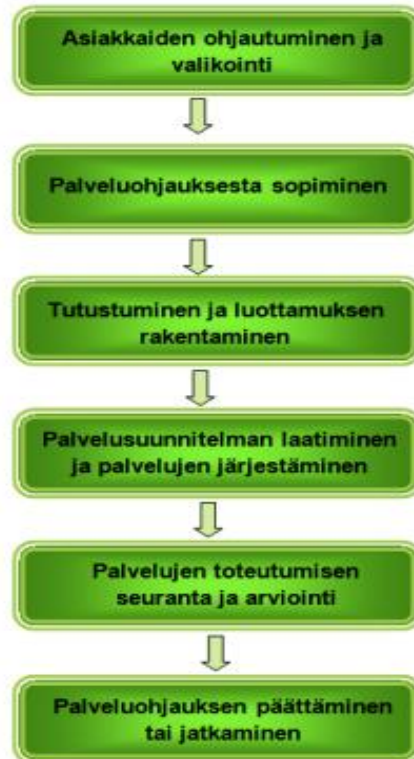 Asiakkaiden ohjautuminen ja
valikointi
Palveluohjauksesta sopiminen
Tutustuminen ja luottamuksen
rakentaminen
Palvelusuunnitelman laatiminen
ja palvelujen järjestäminen
Palvelujen toteutumisen
seuranta ja arviointi
Palveluohjauksen päättäminen
tai jatkaminen